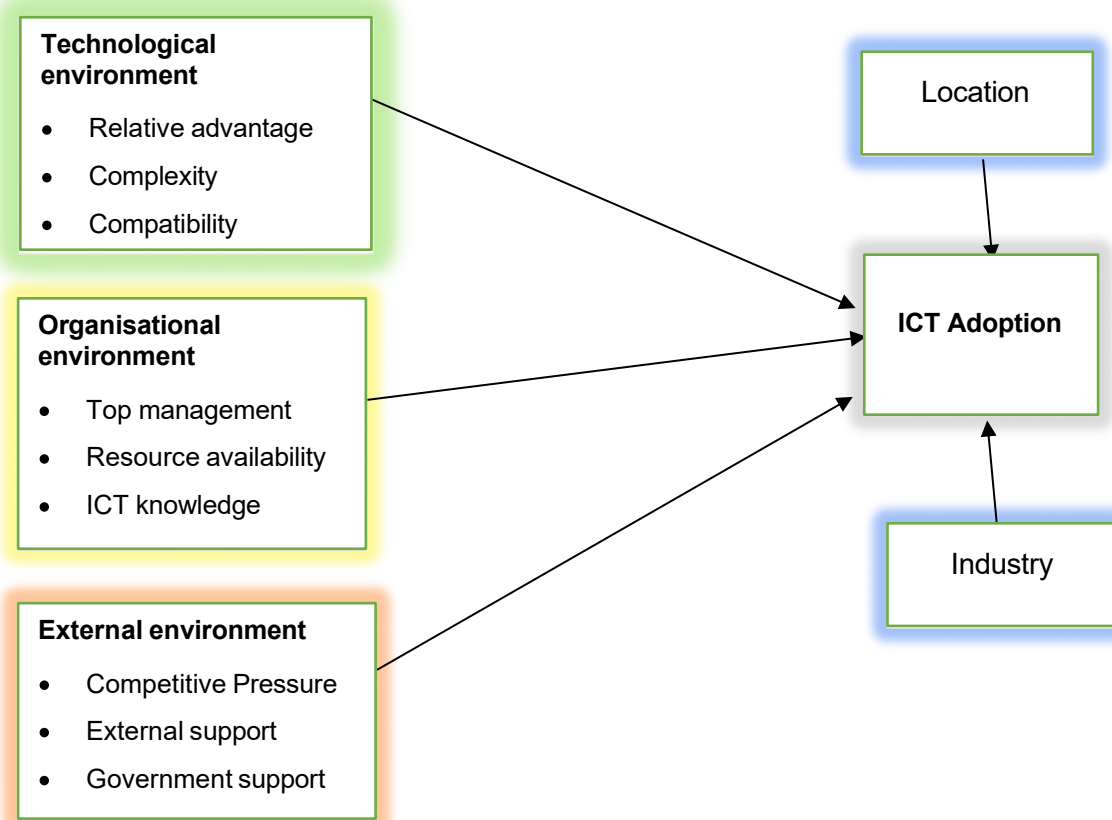 Technological
environment
• Relative advantage
• Complexity
• Compatibility
Organisational
environment
• Top management
• Resource availability
• ICT knowledge
External environment
• Competitive Pressure
• External support
• Government support
Location
ICT Adoption
Industry